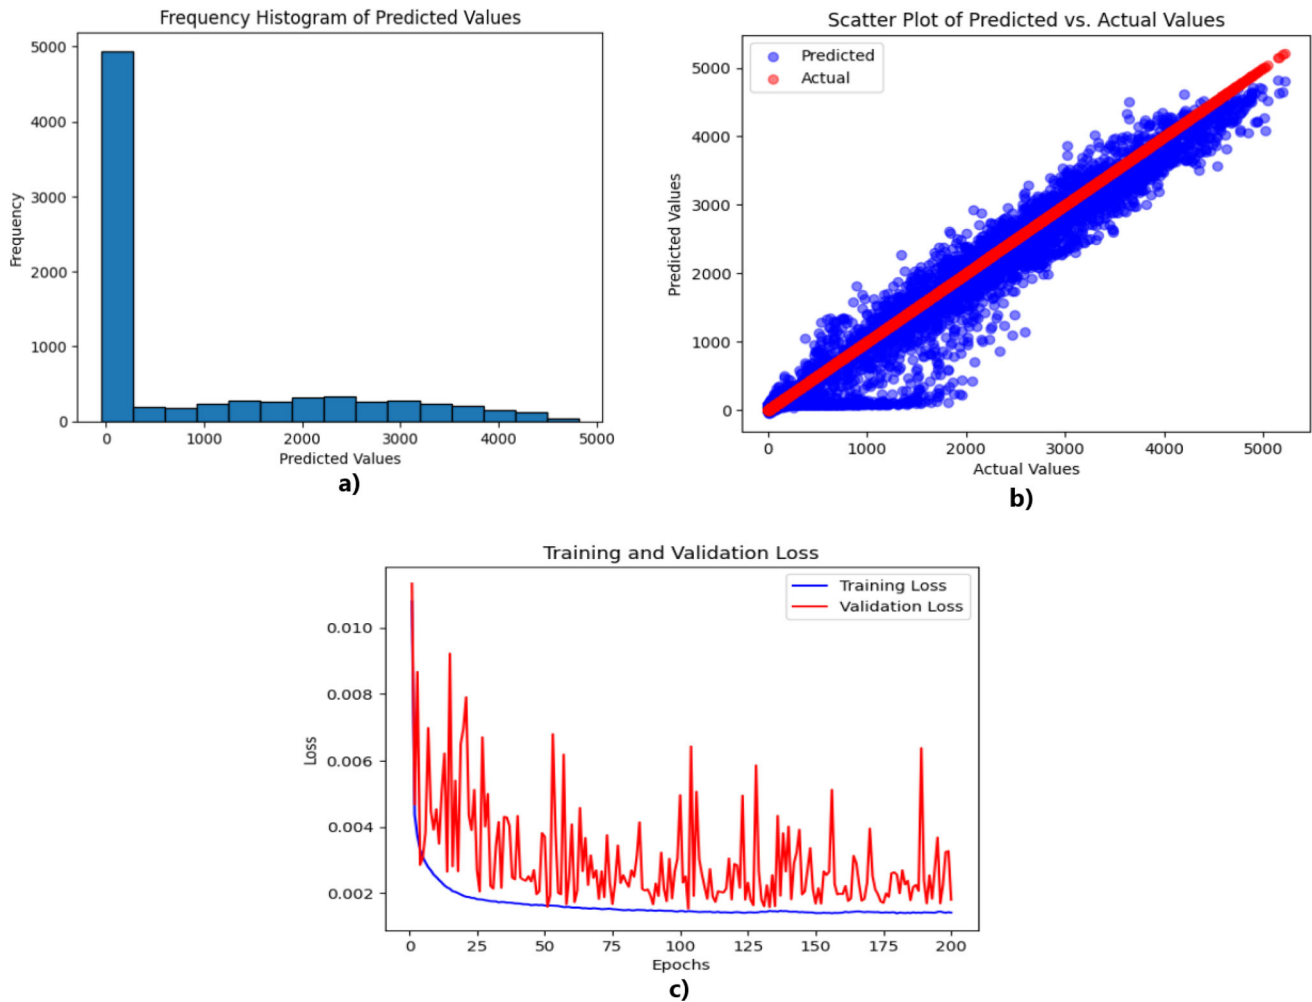 Frequency Histogram of Predicted Values
5000
4000
3000
2000
1000
0
Frequency
0 1000 2000 3000 4000 5000
Predicted Values
a)
Scatter Plot of Predicted vs. Actual Values
Predicted
Actual
5000
4000
3000
2000
1000
0
Predicted Values
0 1000 2000 3000 4000 5000
Actual Values
b)
Training and Validation Loss
Training Loss
Validation Loss
0.010
0.008
0.006
0.004
0.002
Loss
0 25 50 75 100 125 150 175 200
Epochs
c)